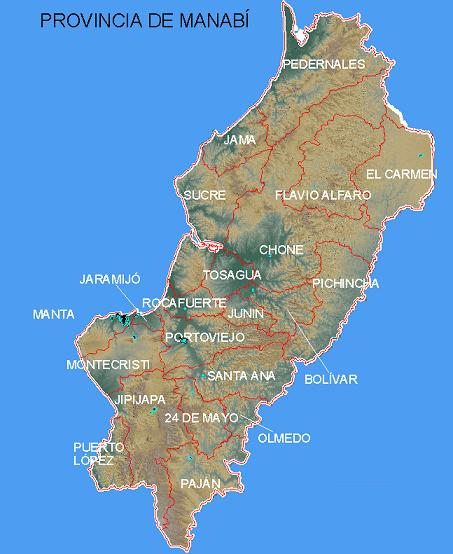 PROVINCIA DE MANABÍ
PEDERNALES
JAMA
EL CARMEN
SUCRE
FLAVIO ALFARO
CHONE
TOSAGUA
JARAMIJÓ
PICHINCHA
ROCAFUERTE
MANTA
JUNIN
PORTOVIEJO
MONTECRISTI
SANTA ANA
BOLÍVAR
JIPIJAPA
24 DE MAYO
OLMEDO
PUERTO
LÓPEZ
PAJÁN